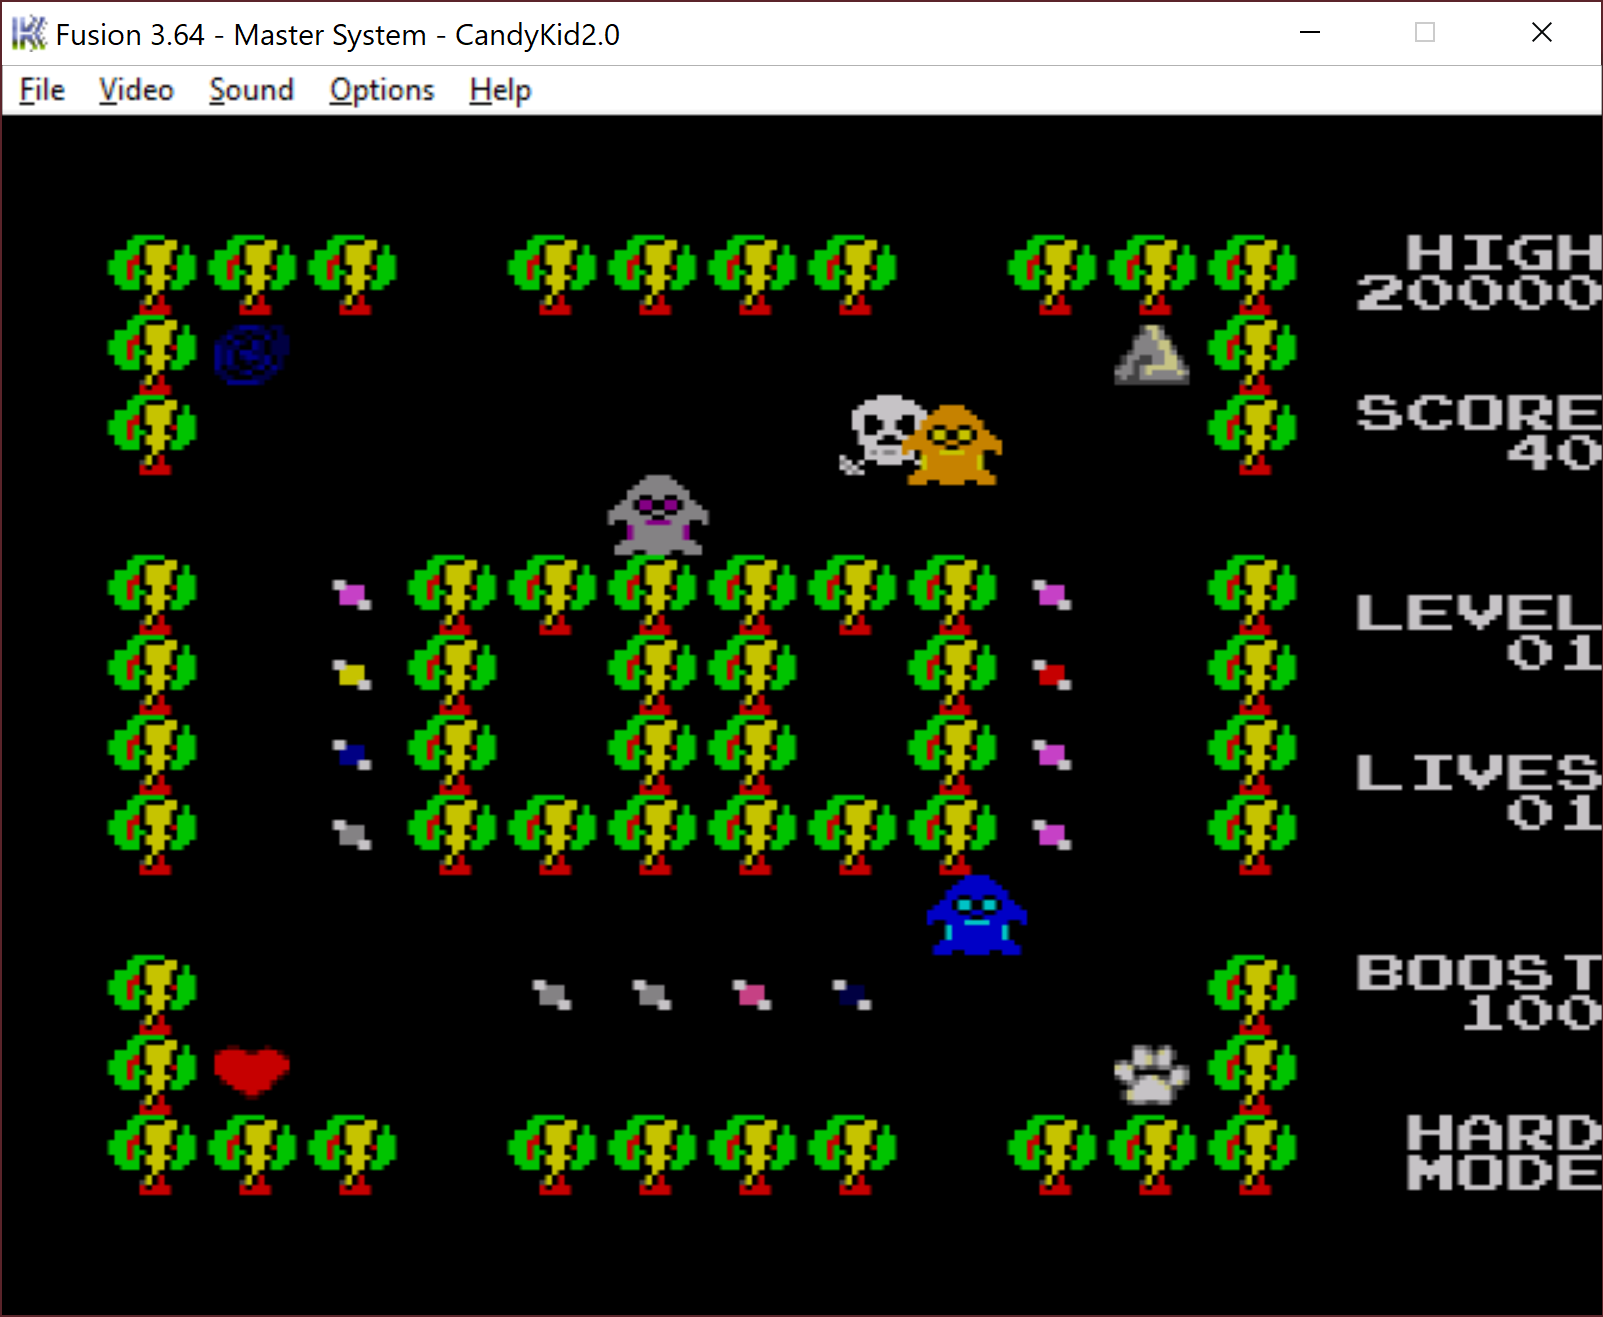 Fusion 3.64 - Master System - CandyKid2.0
File Video Sound Options Help
HIGH
20000
SCORE
40
LEVEL
01
LIVES
01
BOOST
100
HARD
MODE